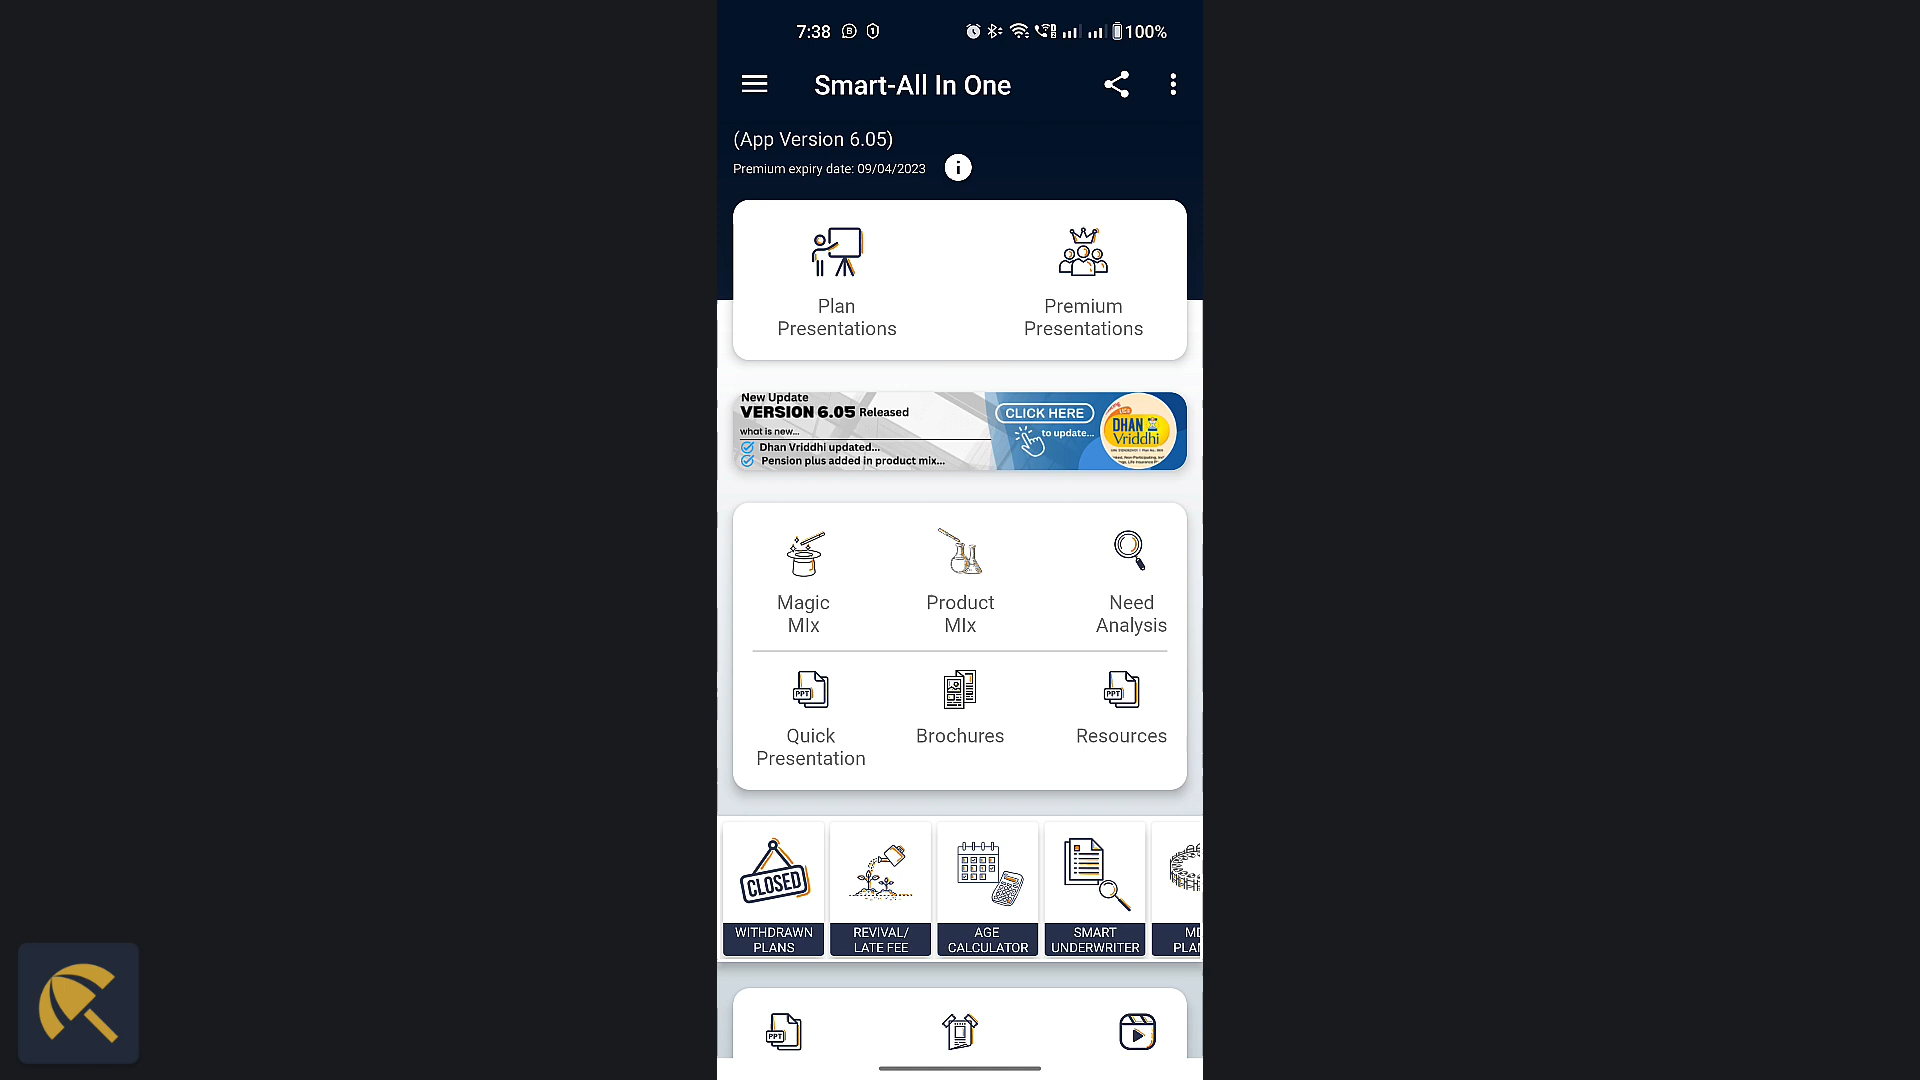 7:38
100%
Smart-All In One
(App Version 6.05)
Premium expiry date: 09/04/2023
Plan
Presentations
Premium
Presentations
New Update
VERSION 6.05 Released
what is new...
Dhan Vriddhi updated...
Pension plus added in product mix...
CLICK HERE
to update...
DHAN
Vriddhi
Magic
MIx
Product
MIx
Need
Analysis
PPT
Quick
Presentation
Brochures
PPT
Resources
CLOSED
WITHDRAWN
PLANS
REVIVAL/
LATE FEE
AGE
CALCULATOR
SMART
UNDERWRITER
PPT